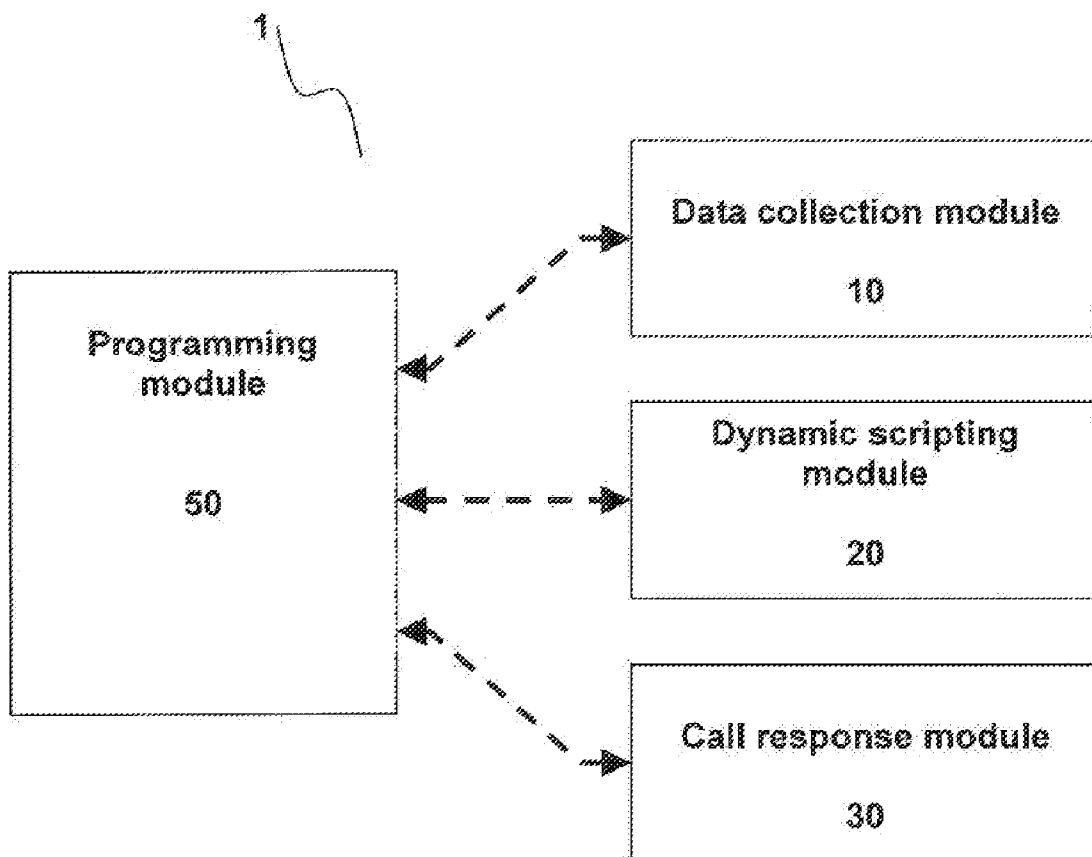 1
Data collection module
10
Programming
module
50
Dynamic scripting
module
20
Call response module
30